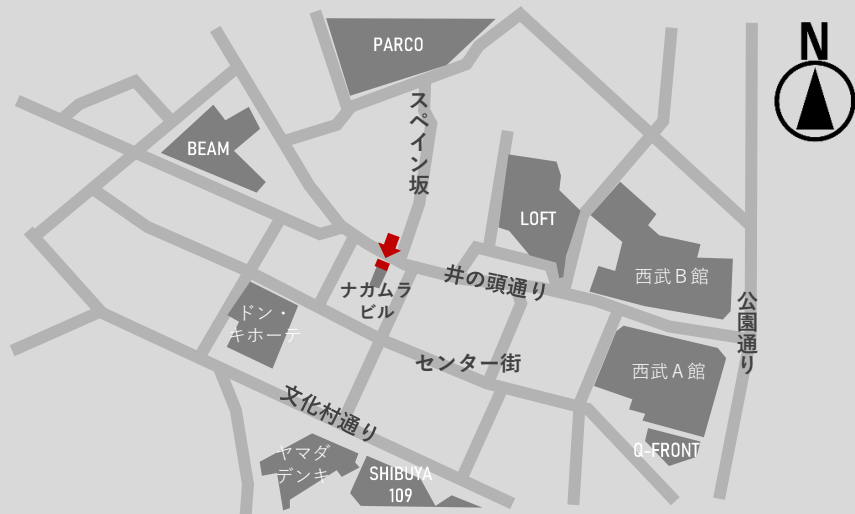 N
PARCO
スペイン坂
BEAM
LOFT
井の頭通り
西武Ｂ館
公園通り
ナカムラ
ビル
ドン・
キホーテ
センター街
西武Ａ館
文化村通り
Q-FRONT
ヤマダ
デンキ
SHIBUYA
109